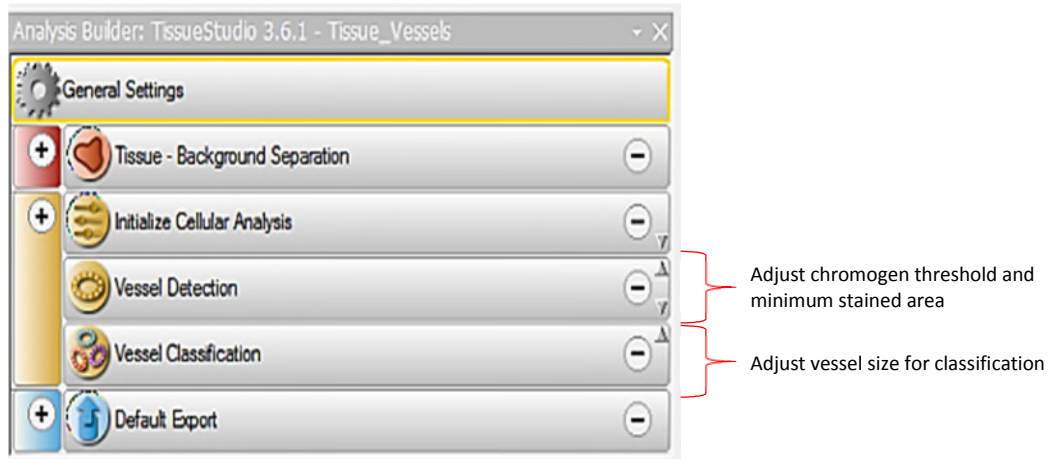 Analysis Builder: TissueStudio 3.6.1 - Tissue_Vessels
General Settings
Tissue - Background Separation
Initialize Cellular Analysis
Vessel Detection
Adjust chromogen threshold and
minimum stained area
Vessel Classification
Adjust vessel size for classification
Default Export